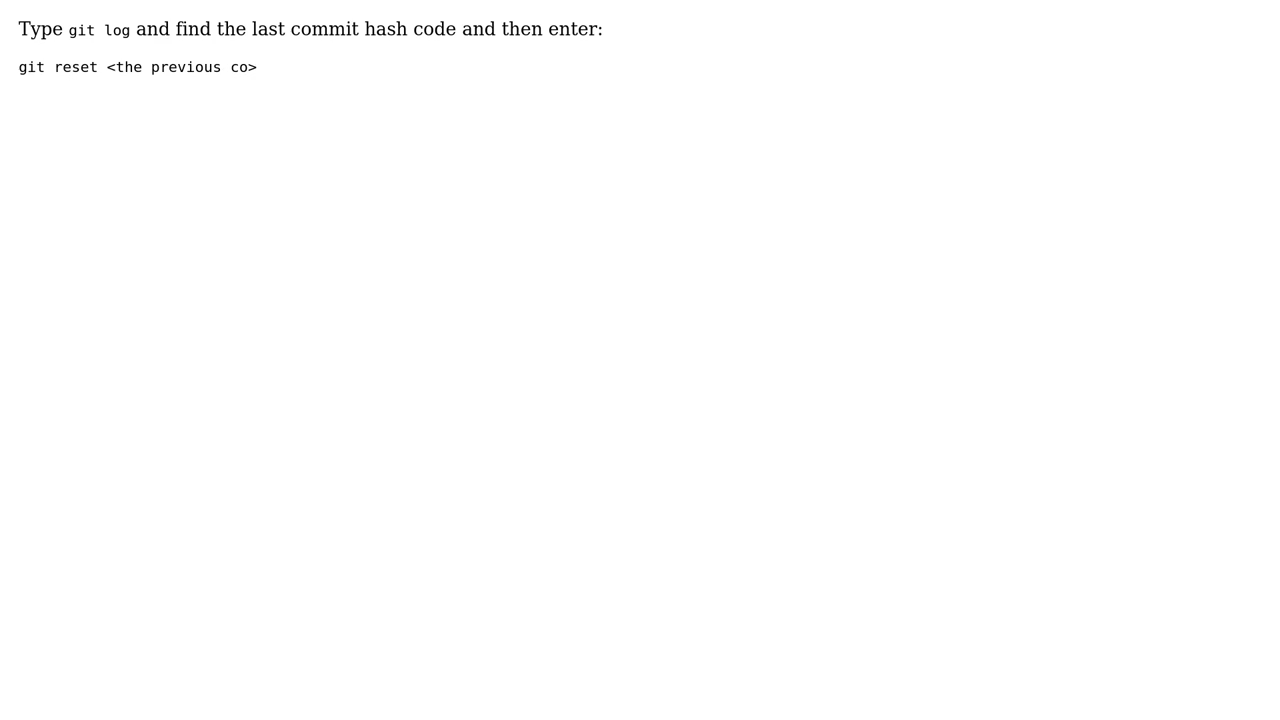 Type git log and find the last commit hash code and then enter:
git reset <the previous co>